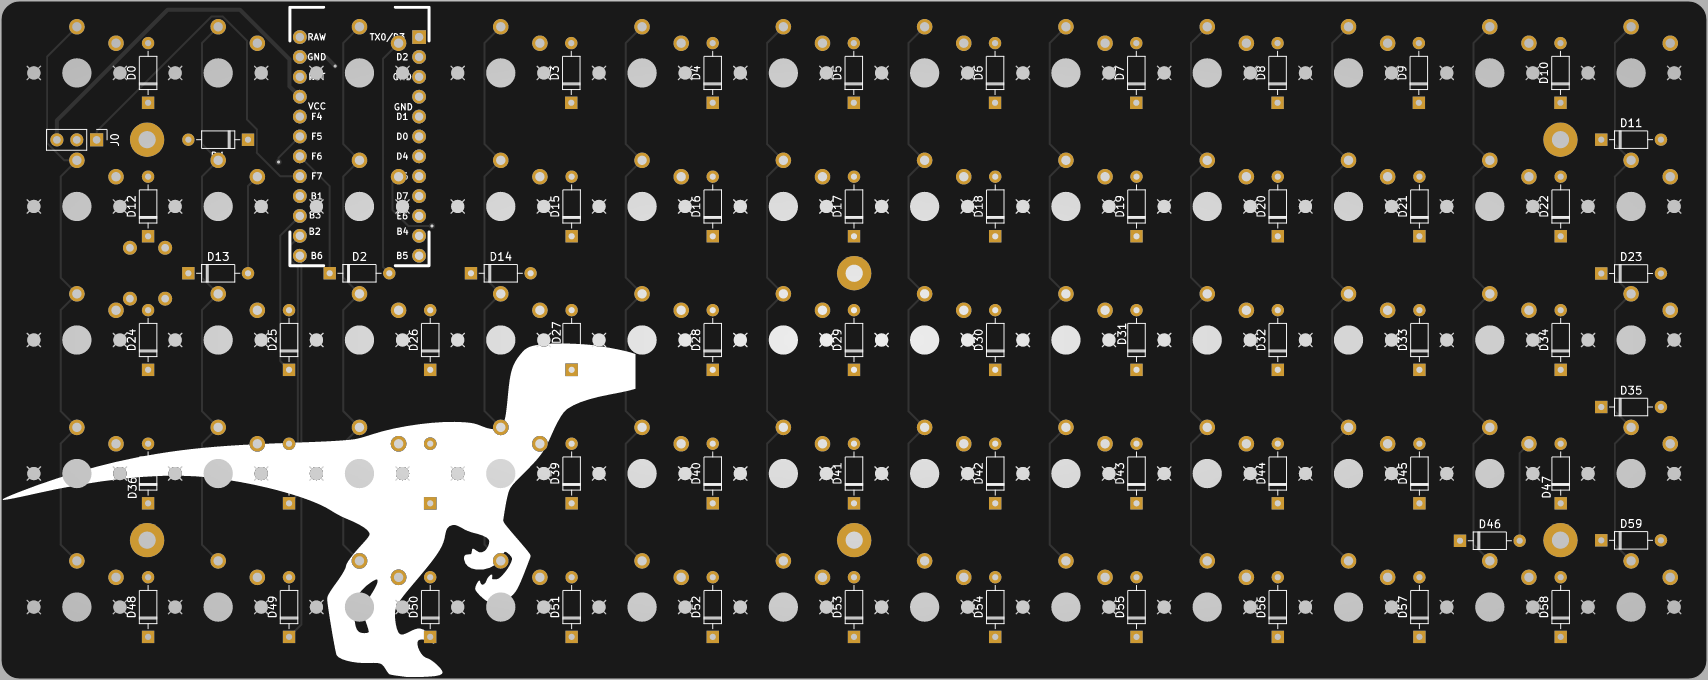 RAW TX0/D3
GND D2
VCC GND
F4 D1
F5 D0
F6 D4
F7
B1 D7
B3 E6
B2 B4
B6 B5
D0 D3 D4 D5 D6 D7 D8 D9 D10
J0 D11
D12 D15 D16 D17 D18 D19 D20 D21 D22
D13 D2 D14 D23
D24 D25 D26 D27 D28 D29 D30 D31 D32 D33 D34
D35
D36 D39 D40 D41 D42 D43 D44 D45 D47
D46 D59
D48 D49 D50 D51 D52 D53 D54 D55 D56 D57 D58